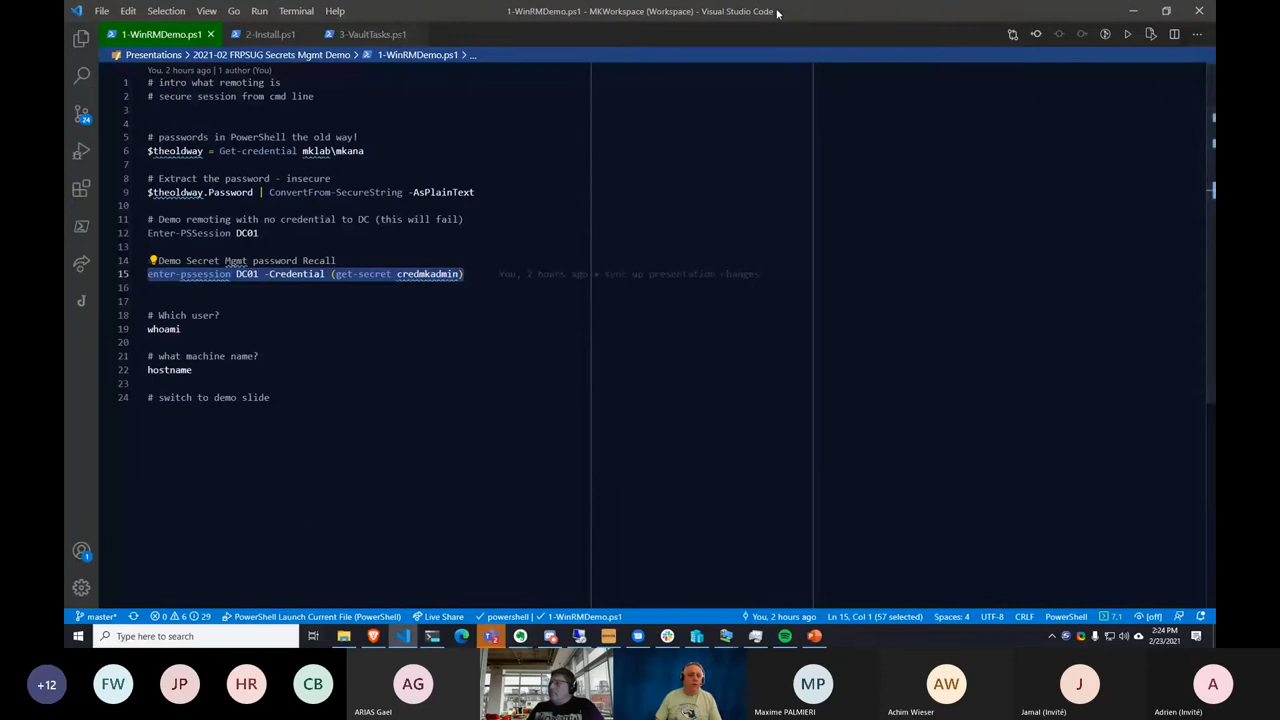 File Edit Selection View Go Run Terminal Help
1-WinRMDemo.ps1 - MKWorkspace (Workspace) - Visual Studio Code
1-WinRMDemo.ps1 2-Install.ps1 3-VaultTasks.ps1
Presentations > 2021-02 FRPSUG Secrets Mgmt Demo > 1-WinRMDemo.ps1 > ...
You, 2 hours ago | 1 author (You)
1 # intro what remoting is
2 # secure session from cmd line
3
4
5 # passwords in PowerShell the old way!
6 $theoldway = Get-credential mklab\mkana
7
8 # Extract the password - insecure
9 $theoldway.Password | ConvertFrom-SecureString -AsPlainText
10
11 # Demo remoting with no credential to DC (this will fail)
12 Enter-PSSession DC01
13
14 Demo Secret Mgmt password Recall
15 enter-pssession DC01 -Credential (get-secret credmkadmin) You, 2 hours ago • sync up presentation changes
16
17
18 # Which user?
19 whoami
20
21 # what machine name?
22 hostname
23
24 # switch to demo slide
24
1
master* 0 6 29 PowerShell Launch Current File (PowerShell) Live Share powershell 1-WinRMDemo.ps1 You, 2 hours ago Ln 15, Col 1 (57 selected) Spaces: 4 UTF-8 CRLF PowerShell 7.1 [off]
Type here to search
2:24 PM
2/23/2021
+12 FW JP HR CB AG MP AW J A
ARIAS Gael Maxime PALMIERI Achim Wieser Jamal (Invité) Adrien (Invité)